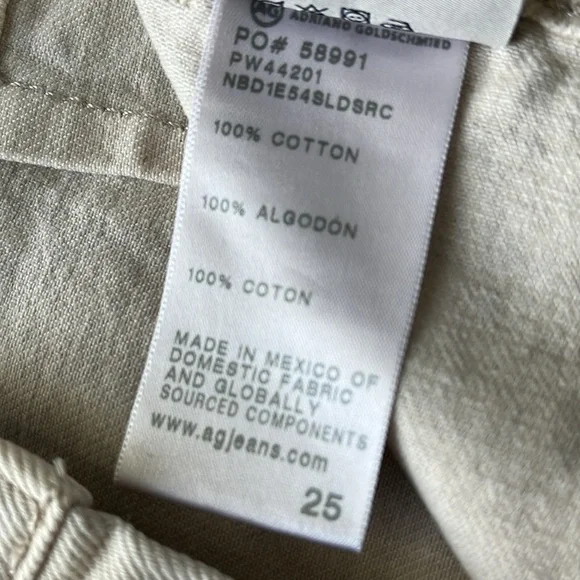 AG ADRIANO GOLDSCHMIED
PO# 58991
PW44201
NBD1E54SLDSRC
100% COTTON
100% ALGODÓN
100% COTON
MADE IN MEXICO OF
DOMESTIC FABRIC
AND GLOBALLY
SOURCED COMPONENTS
www.agjeans.com
25